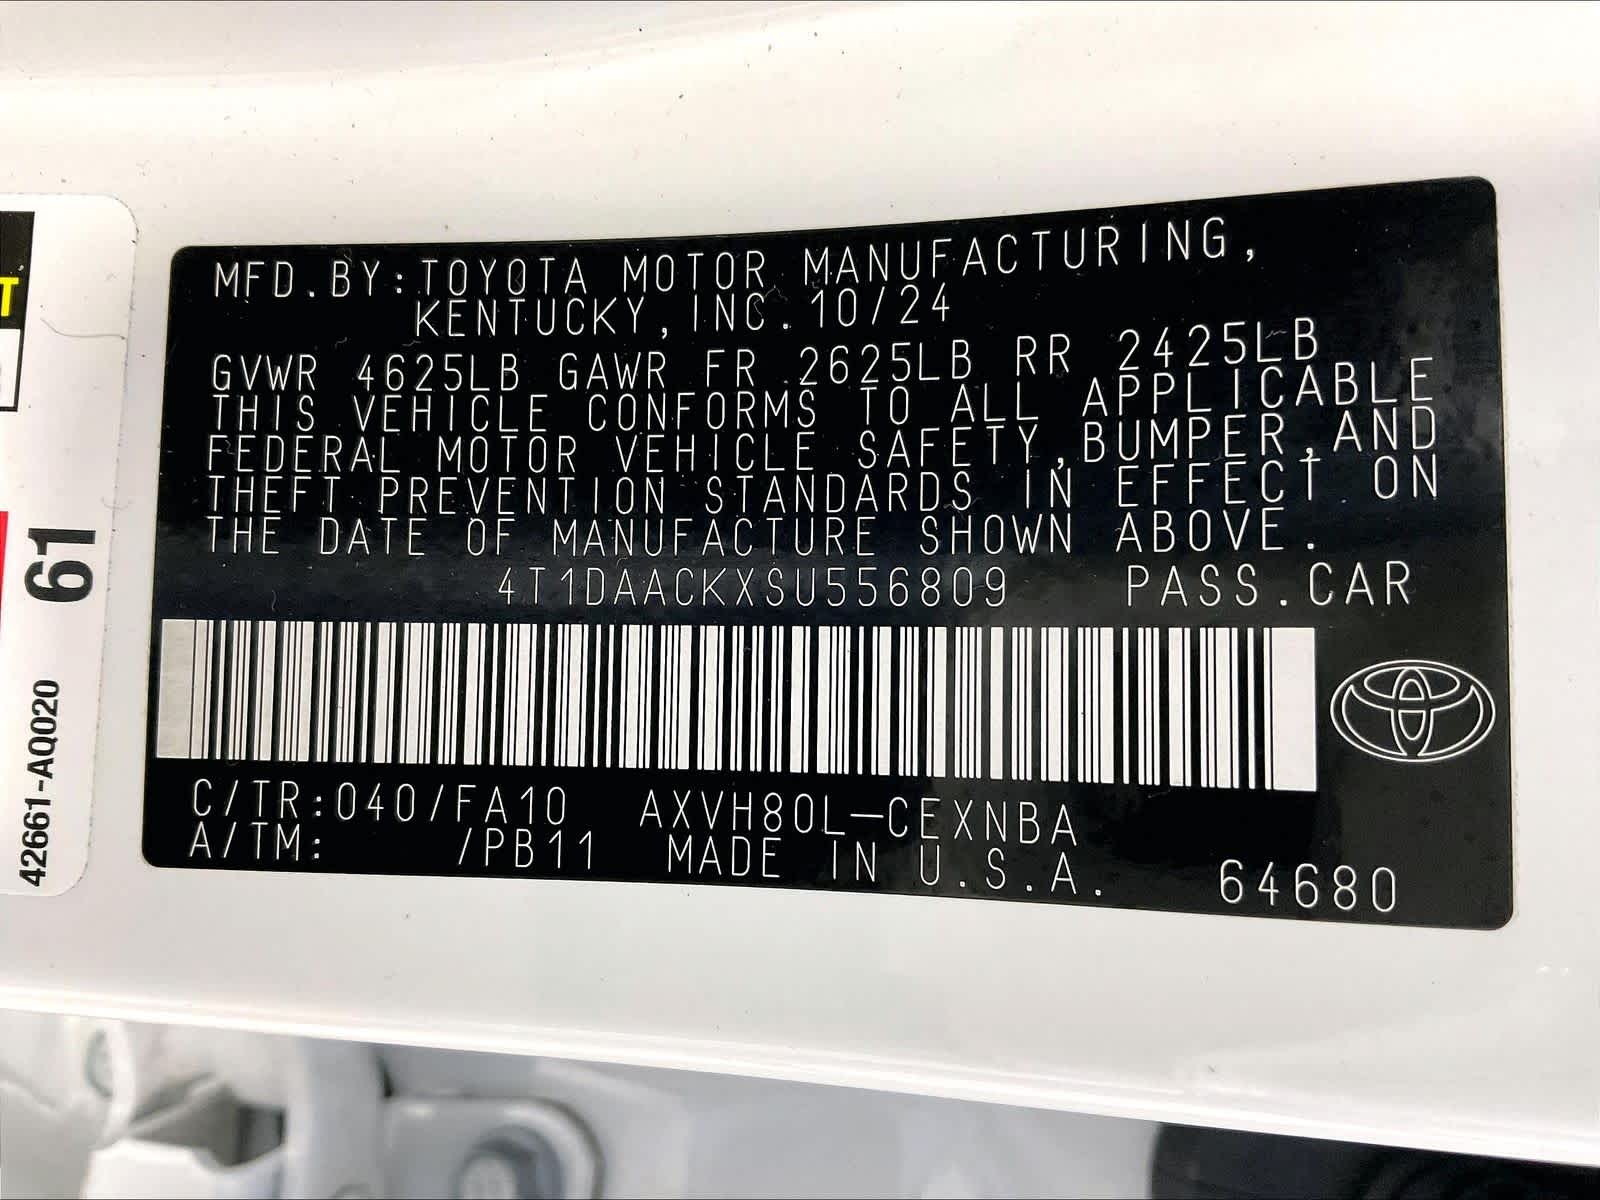 MFD.BY:TOYOTA MOTOR MANUFACTURING,
KENTUCKY,INC.10/24
GVWR 4625LB GAWR FR 2625LB RR 2425LB
THIS VEHICLE CONFORMS TO ALL APPLICABLE
FEDERAL MOTOR VEHICLE SAFETY,BUMPER,AND
THEFT PREVENTION STANDARDS IN EFFECT ON
THE DATE OF MANUFACTURE SHOWN ABOVE.
4T1DAACKXSU556809 PASS.CAR
C/TR:040/FA10 AXVH80L-CEXNBA
A/TM: /PB11 MADE IN U.S.A. 64680
T
61
42661-AQ020